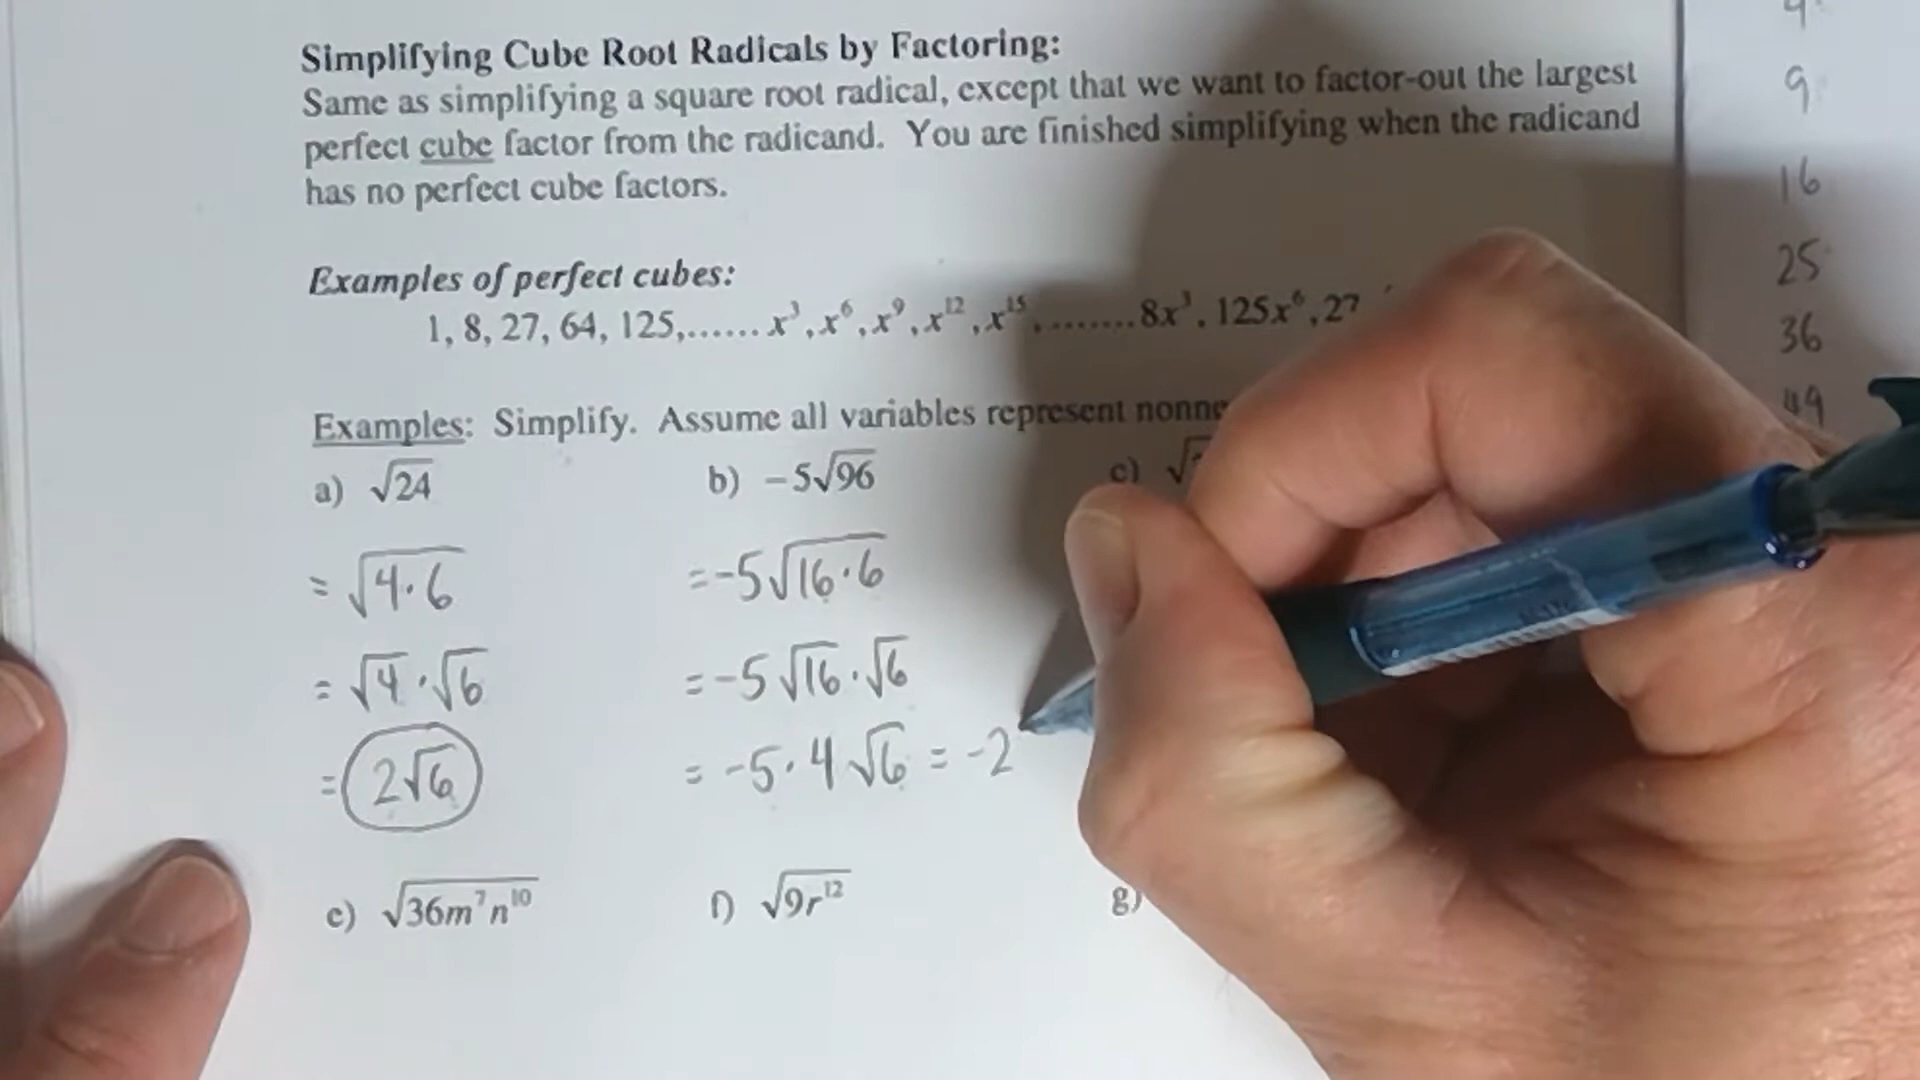 Simplifying Cube Root Radicals by Factoring:
Same as simplifying a square root radical, except that we want to factor-out the largest
perfect cube factor from the radicand. You are finished simplifying when the radicand
has no perfect cube factors.
Examples of perfect cubes:
1, 8, 27, 64, 125,...... x³, x⁶, x⁹, x¹², x¹⁵, ........ 8x³, 125x⁶, 27
Examples: Simplify. Assume all variables represent
a) √24 b) -5√96 c) √
= √4·6 = -5√16·6
= √4 · √6 = -5√16 · √6
= 2√6 = -5 · 4√6 = -2
e) √36m⁷n¹⁰ f) √9r¹² g)
9
16
25
36
49